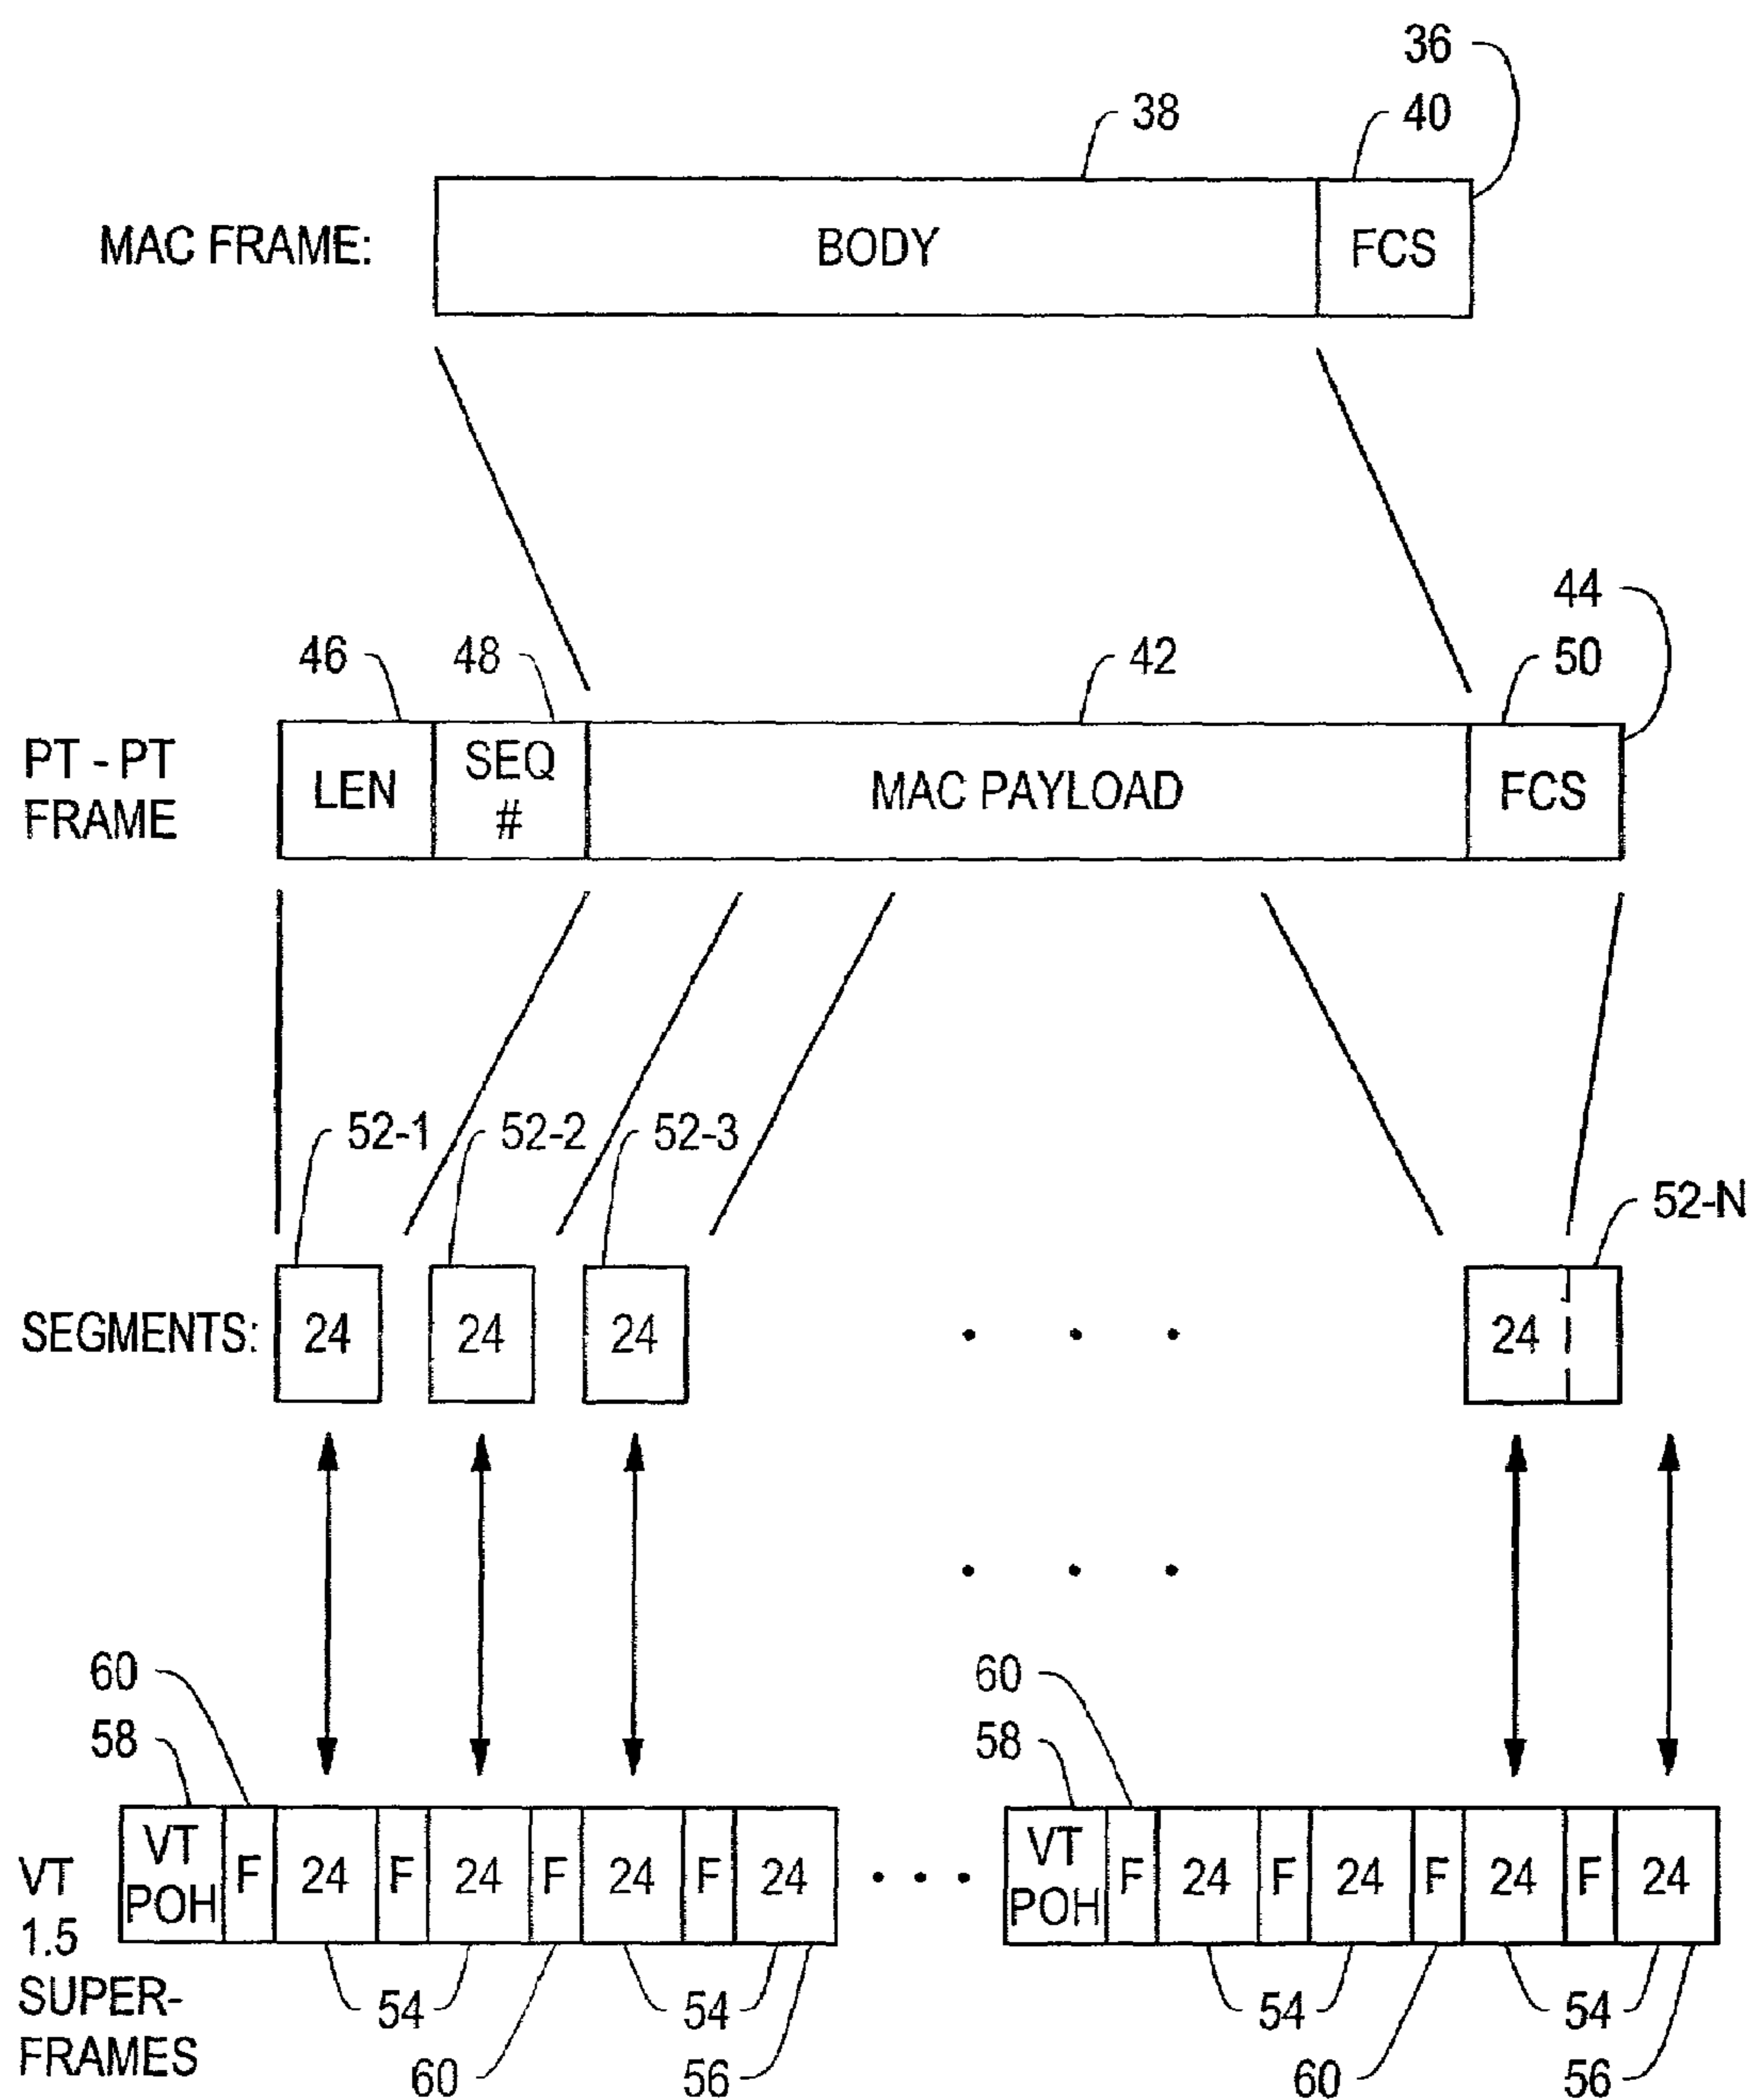 36
38
40
MAC FRAME:
BODY
FCS
44
46
48
42
50
PT - PT
FRAME
LEN
SEQ
#
MAC PAYLOAD
FCS
52-1
52-2
52-3
52-N
SEGMENTS:
24
24
24
. . .
24
. . .
60
60
58
58
VT
1.5
SUPER-
FRAMES
VT
POH
F
24
F
24
F
24
F
24
. . .
VT
POH
F
24
F
24
F
24
F
24
54
54
54
54
60
56
60
56